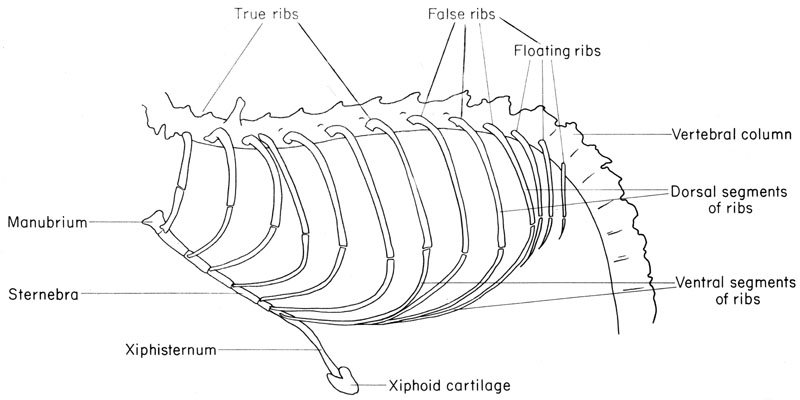 True ribs
False ribs
Floating ribs
Vertebral column
Dorsal segments
of ribs
Manubrium
Sternebra
Ventral segments
of ribs
Xiphisternum
Xiphoid cartilage